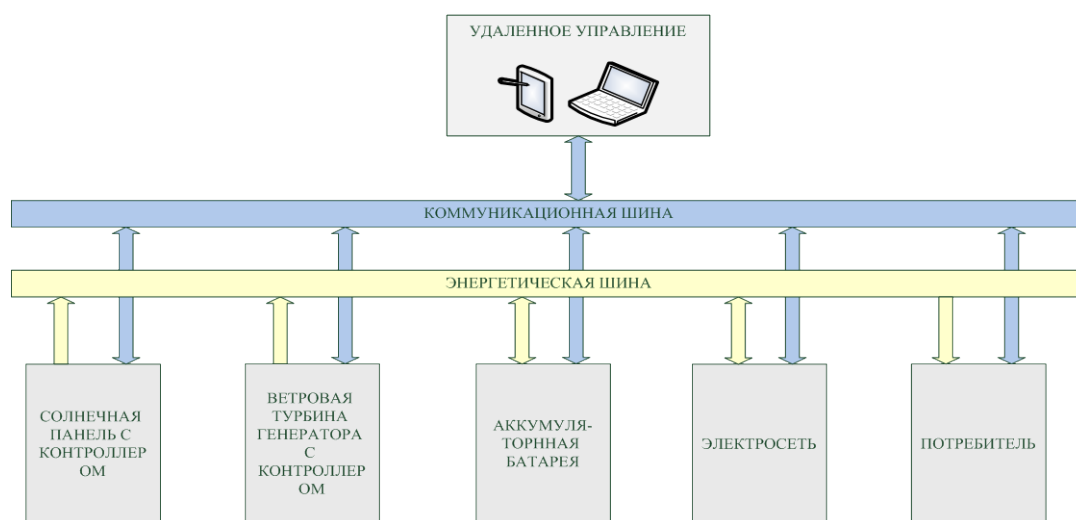 УДАЛЕННОЕ УПРАВЛЕНИЕ
КОММУНИКАЦИОННАЯ ШИНА
ЭНЕРГЕТИЧЕСКАЯ ШИНА
СОЛНЕЧНАЯ
ПАНЕЛЬ С
КОНТРОЛЛЕР
ОМ
ВЕТРОВАЯ
ТУРБИНА
ГЕНЕРАТОРА
С
КОНТРОЛЛЕР
ОМ
АККУМУЛЯ-
ТОРННАЯ
БАТАРЕЯ
ЭЛЕКТРОСЕТЬ
ПОТРЕБИТЕЛЬ